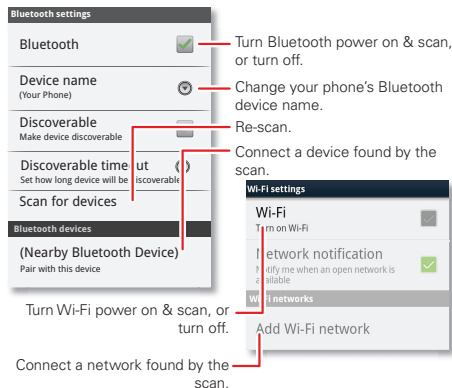 Bluetooth settings
Bluetooth
Device name
(Your Phone)
Discoverable
Make device discoverable
Discoverable timeout
Set how long device will be discoverable
Scan for devices
Bluetooth devices
(Nearby Bluetooth Device)
Pair with this device
Turn Bluetooth power on & scan,
or turn off.
Change your phone's Bluetooth
device name.
Re-scan.
Connect a device found by the
scan.
Wi-Fi settings
Wi-Fi
Turn on Wi-Fi
Network notification
Notify me when an open network is
available
Wi-Fi networks
Add Wi-Fi network
Turn Wi-Fi power on & scan, or
turn off.
Connect a network found by the
scan.